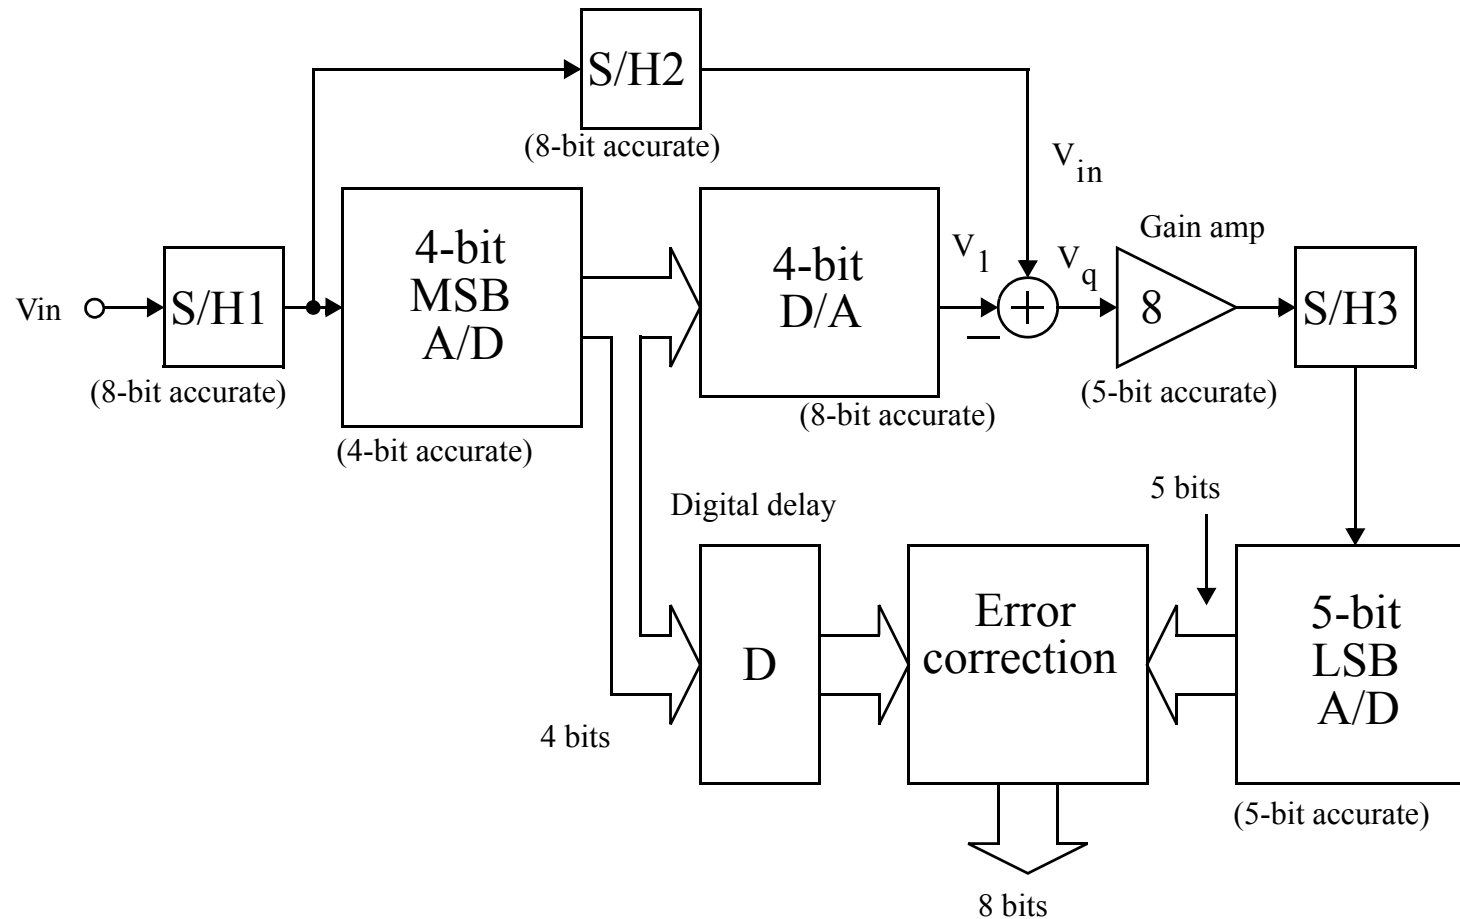 S/H2
(8-bit accurate)
V in
Vin
S/H1
(8-bit accurate)
4-bit
MSB
A/D
(4-bit accurate)
4-bit
D/A
(8-bit accurate)
V 1
+
V q
Gain amp
8
(5-bit accurate)
S/H3
Digital delay
D
4 bits
Error
correction
5 bits
5-bit
LSB
A/D
(5-bit accurate)
8 bits